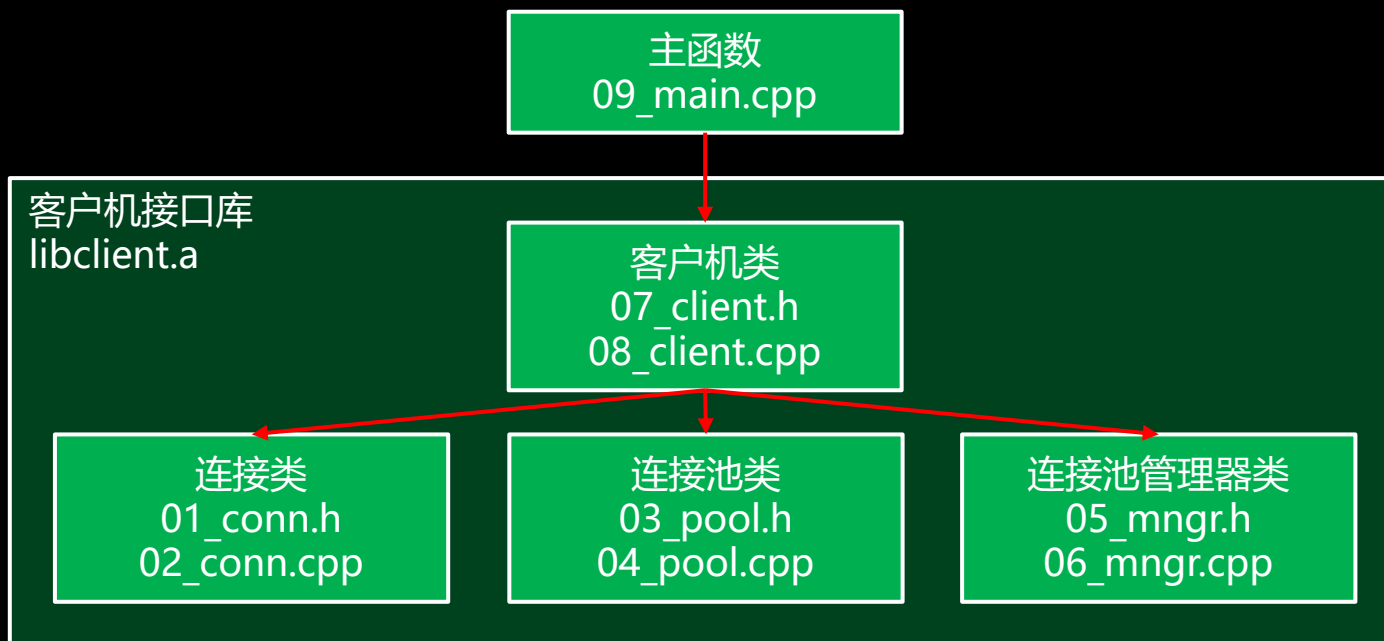 主函数
09_main.cpp
客户机接口库
libclient.a
客户机类
07_client.h
08_client.cpp
连接类
01_conn.h
02_conn.cpp
连接池类
03_pool.h
04_pool.cpp
连接池管理器类
05_mngr.h
06_mngr.cpp